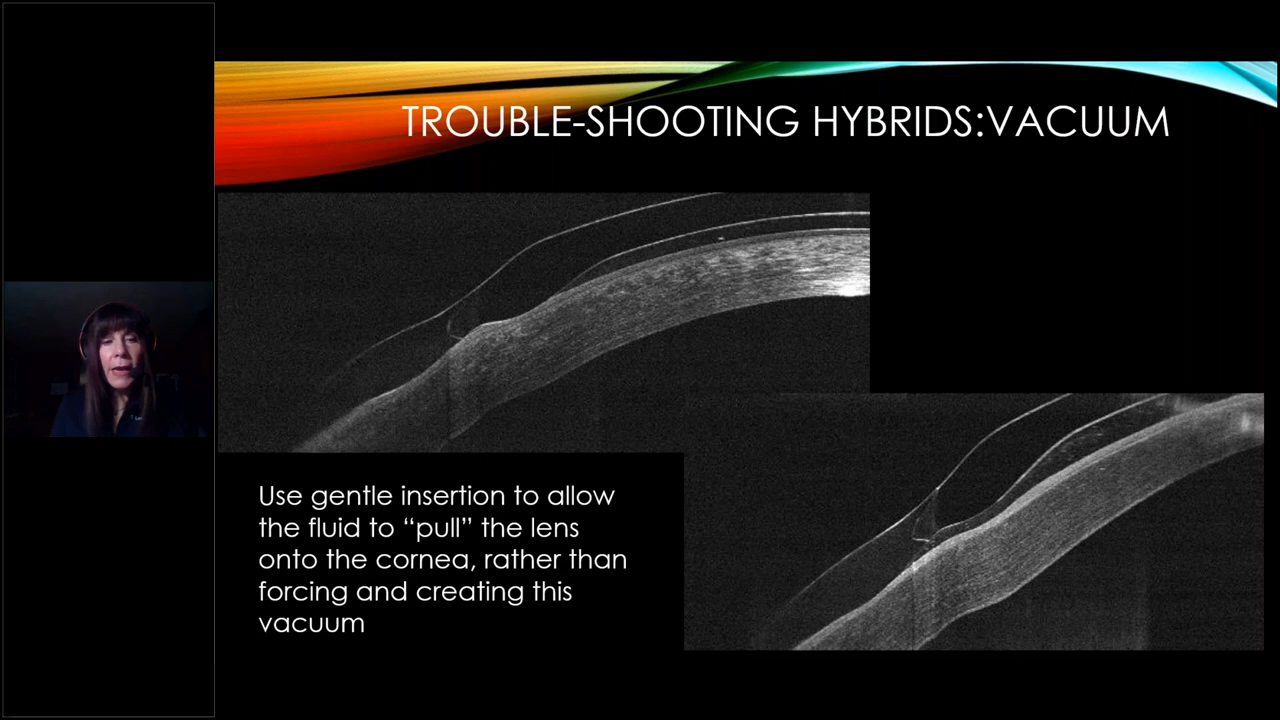 TROUBLE-SHOOTING HYBRIDS:VACUUM
Use gentle insertion to allow
the fluid to “pull” the lens
onto the cornea, rather than
forcing and creating this
vacuum